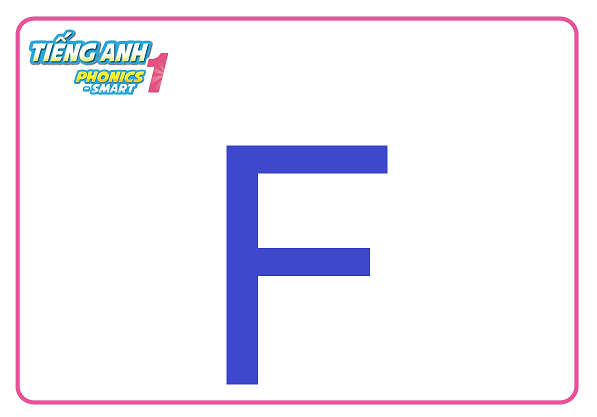 TIẾNG ANH
PHONICS 1
-SMART
F